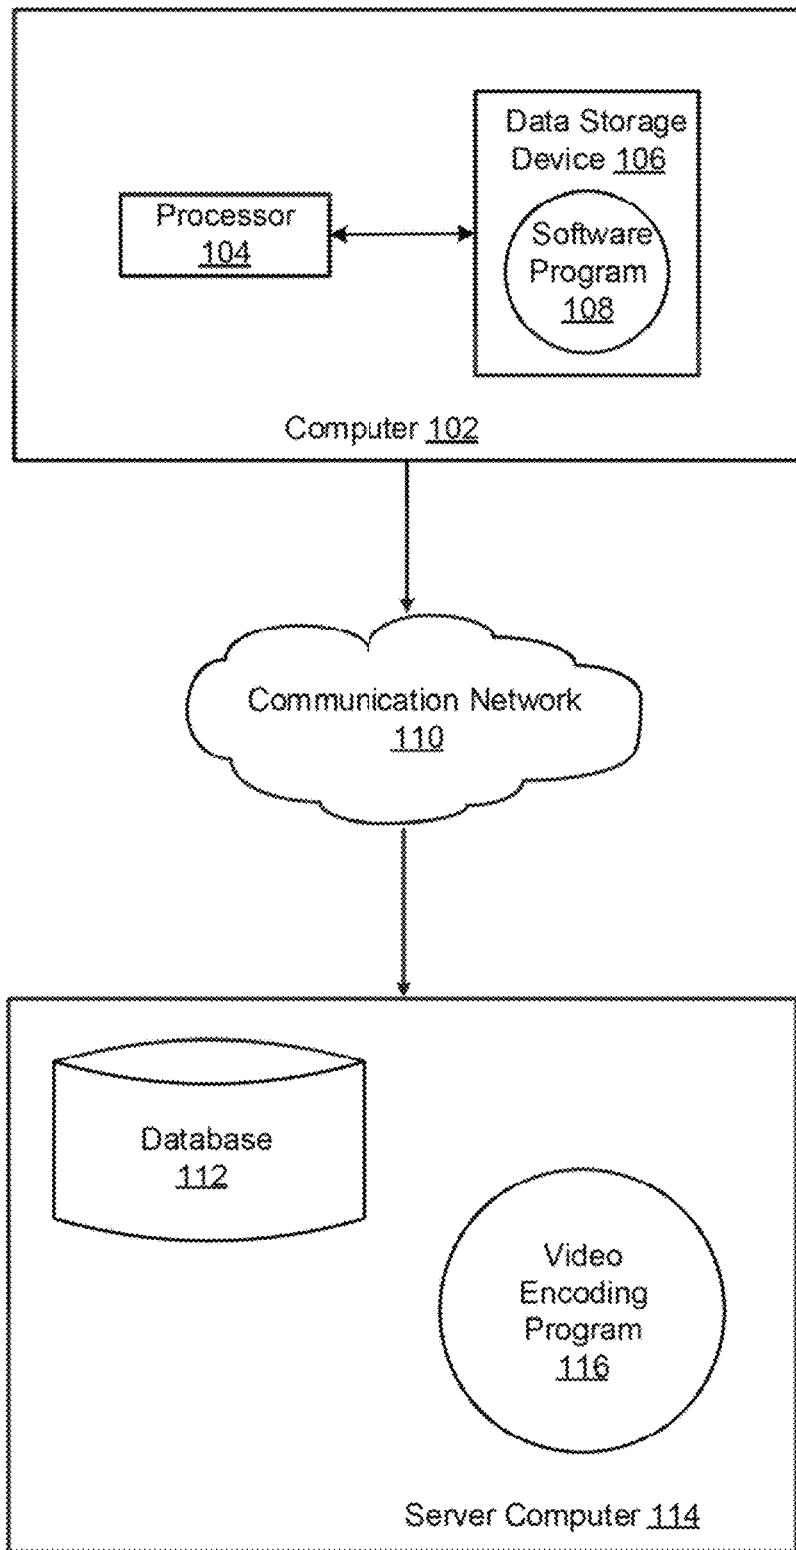 Data Storage
Device 106
Processor
104
Software
Program
108
Computer 102
Communication Network
110
Database
112
Video
Encoding
Program
116
Server Computer 114